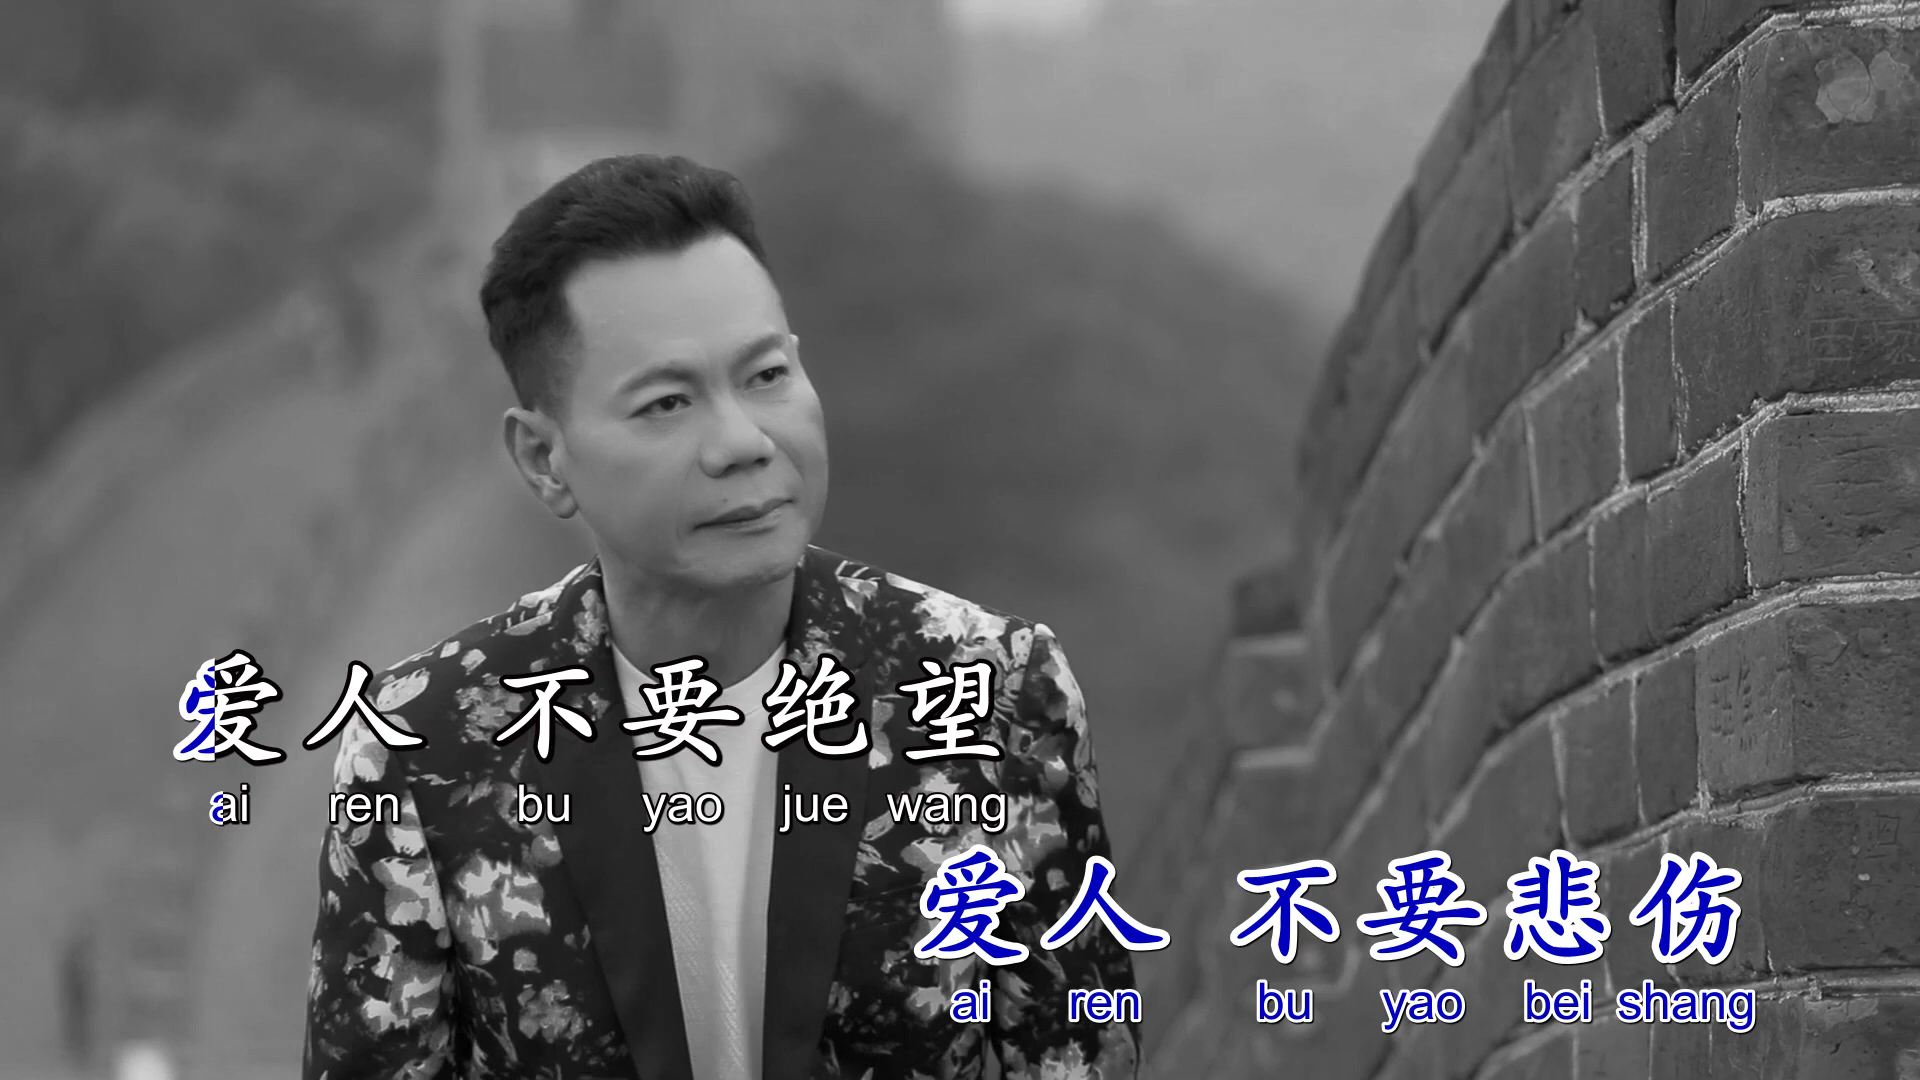 爱人 不要绝望
ai ren bu yao jue wang
爱人 不要悲伤
ai ren bu yao bei shang